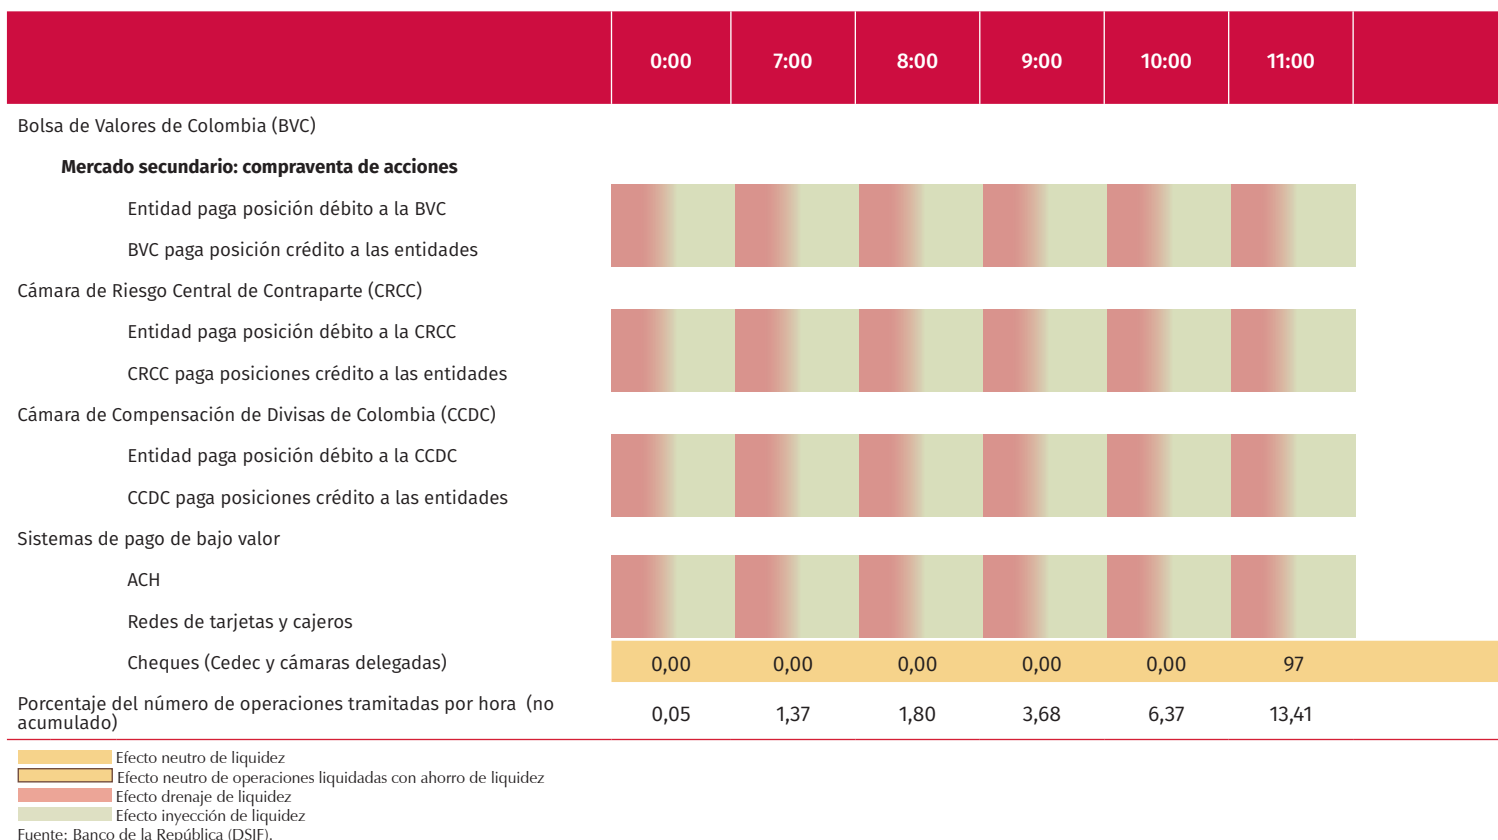 0:00 7:00 8:00 9:00 10:00 11:00
Bolsa de Valores de Colombia (BVC)
Mercado secundario: compraventa de acciones
Entidad paga posición débito a la BVC
BVC paga posición crédito a las entidades
Cámara de Riesgo Central de Contraparte (CRCC)
Entidad paga posición débito a la CRCC
CRCC paga posiciones crédito a las entidades
Cámara de Compensación de Divisas de Colombia (CCDC)
Entidad paga posición débito a la CCDC
CCDC paga posiciones crédito a las entidades
Sistemas de pago de bajo valor
ACH
Redes de tarjetas y cajeros
Cheques (Cedec y cámaras delegadas) 0,00 0,00 0,00 0,00 0,00 97
Porcentaje del número de operaciones tramitadas por hora (no
acumulado) 0,05 1,37 1,80 3,68 6,37 13,41
Efecto neutro de liquidez
Efecto neutro de operaciones liquidadas con ahorro de liquidez
Efecto drenaje de liquidez
Efecto inyección de liquidez
Fuente: Banco de la República (DSIF).